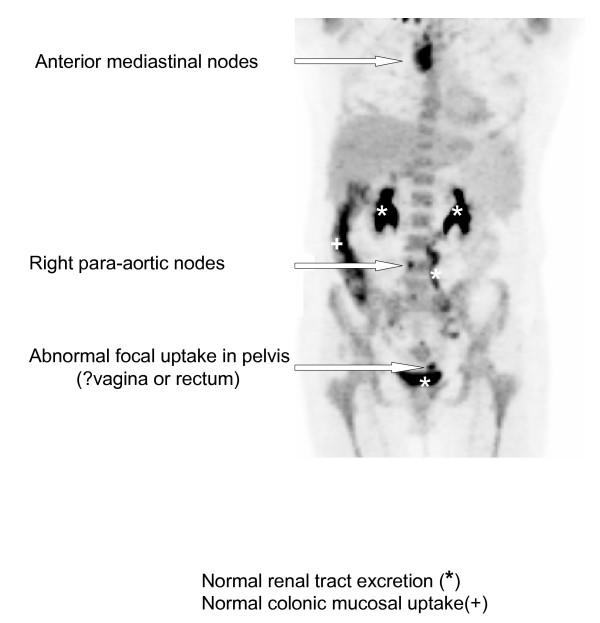 Anterior mediastinal nodes
Right para-aortic nodes
Abnormal focal uptake in pelvis
(?vagina or rectum)
*
*
+
*
*
Normal renal tract excretion (*)
Normal colonic mucosal uptake(+)